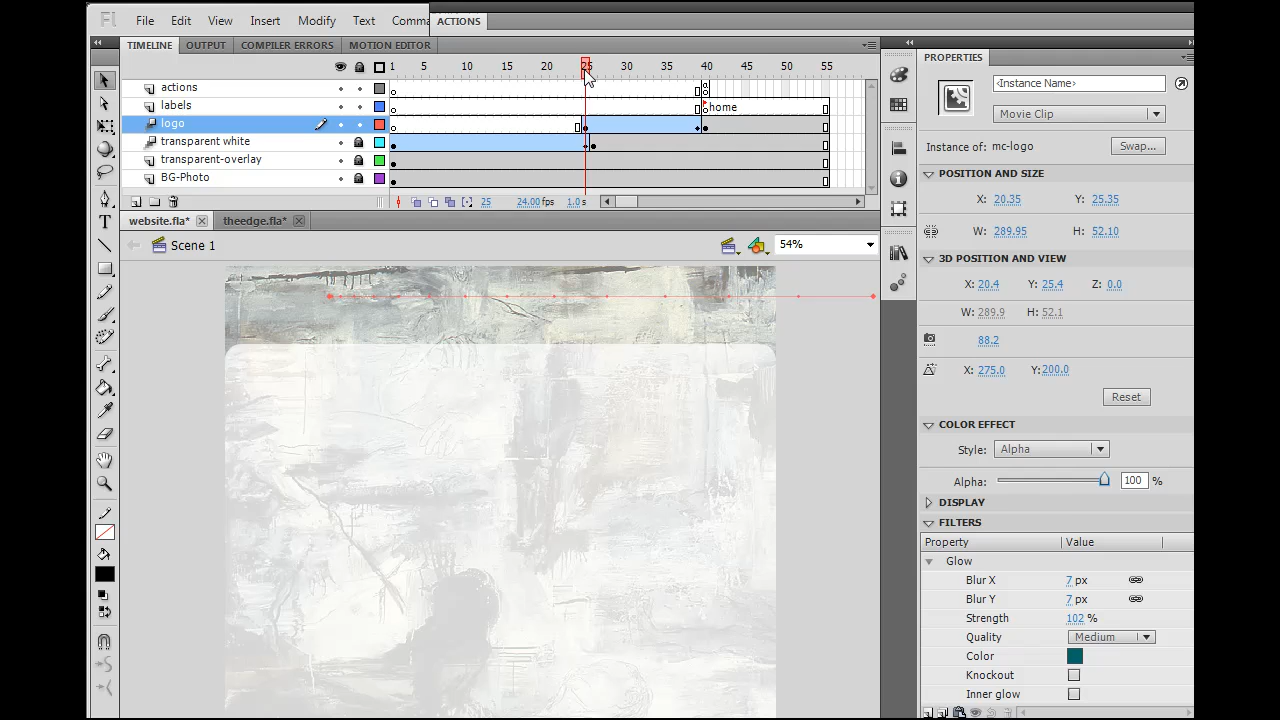 Fl File Edit View Insert Modify Text Comma ACTIONS
TIMELINE OUTPUT COMPILER ERRORS MOTION EDITOR
1 5 10 15 20 25 30 35 40 45 50 55
actions
labels home
logo
transparent white
transparent-overlay
BG-Photo
25 24.00 fps 1.0 s
website.fla* theedge.fla*
Scene 1 54%
PROPERTIES
<Instance Name>
Movie Clip
Instance of: mc-logo Swap...
POSITION AND SIZE
X: 20.35 Y: 25.35
W: 289.95 H: 52.10
3D POSITION AND VIEW
X: 20.4 Y: 25.4 Z: 0.0
W: 289.9 H: 52.1
88.2
X: 275.0 Y: 200.0
Reset
COLOR EFFECT
Style: Alpha
Alpha: 100 %
DISPLAY
FILTERS
Property Value
Glow
Blur X 7 px
Blur Y 7 px
Strength 102 %
Quality Medium
Color
Knockout
Inner glow